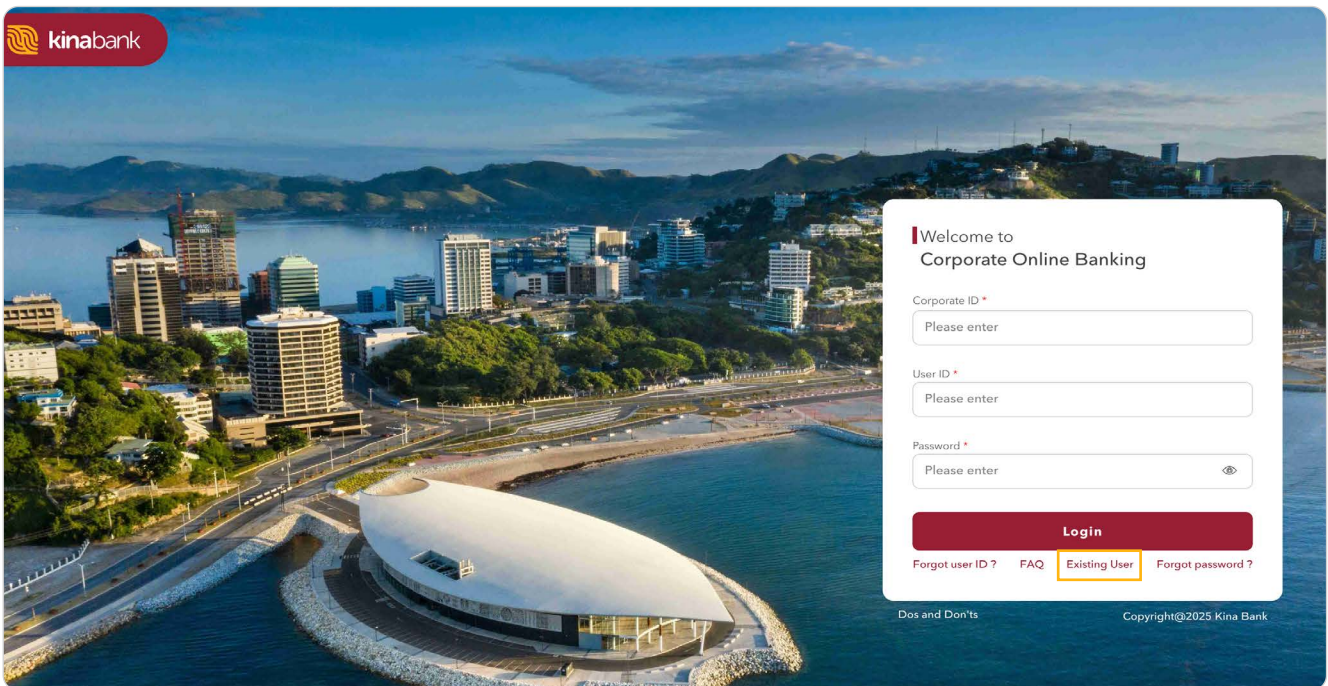 kinabank
Welcome to
Corporate Online Banking
Corporate ID *
Please enter
User ID *
Please enter
Password *
Please enter
Login
Forgot user ID ? FAQ Existing User Forgot password ?
Dos and Don'ts Copyright@2025 Kina Bank